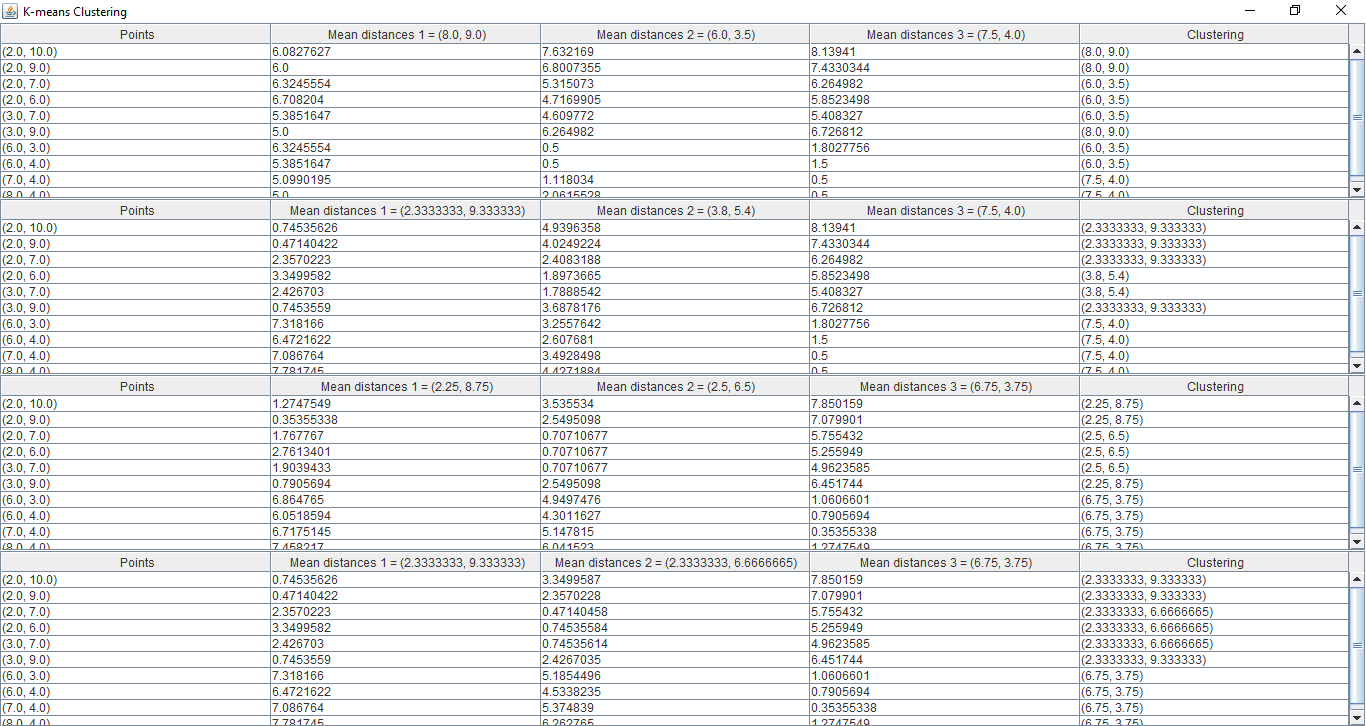 K-means Clustering
Points Mean distances 1 = (8.0, 9.0) Mean distances 2 = (6.0, 3.5) Mean distances 3 = (7.5, 4.0) Clustering
(2.0, 10.0) 6.0827627 7.632169 8.13941 (8.0, 9.0)
(2.0, 9.0) 6.0 6.8007355 7.4330344 (8.0, 9.0)
(2.0, 7.0) 6.3245554 5.315073 6.264982 (6.0, 3.5)
(2.0, 6.0) 6.708204 4.7169905 5.8523498 (6.0, 3.5)
(3.0, 7.0) 5.3851647 4.609772 5.408327 (6.0, 3.5)
(3.0, 9.0) 5.0 6.264982 6.726812 (8.0, 9.0)
(6.0, 3.0) 6.3245554 0.5 1.8027756 (6.0, 3.5)
(6.0, 4.0) 5.3851647 0.5 1.5 (6.0, 3.5)
(7.0, 4.0) 5.0990195 1.118034 0.5 (7.5, 4.0)
(8.0, 4.0) 5.0 2.0615528 0.5 (7.5, 4.0)
Points Mean distances 1 = (2.3333333, 9.333333) Mean distances 2 = (3.8, 5.4) Mean distances 3 = (7.5, 4.0) Clustering
(2.0, 10.0) 0.74535626 4.9396358 8.13941 (2.3333333, 9.333333)
(2.0, 9.0) 0.47140422 4.0249224 7.4330344 (2.3333333, 9.333333)
(2.0, 7.0) 2.3570223 2.4083188 6.264982 (2.3333333, 9.333333)
(2.0, 6.0) 3.3499582 1.8973665 5.8523498 (3.8, 5.4)
(3.0, 7.0) 2.426703 1.7888542 5.408327 (3.8, 5.4)
(3.0, 9.0) 0.7453559 3.6878176 6.726812 (2.3333333, 9.333333)
(6.0, 3.0) 7.318166 3.2557642 1.8027756 (7.5, 4.0)
(6.0, 4.0) 6.4721622 2.607681 1.5 (7.5, 4.0)
(7.0, 4.0) 7.086764 3.4928498 0.5 (7.5, 4.0)
(8.0, 4.0) 7.781745 4.4271884 0.5 (7.5, 4.0)
Points Mean distances 1 = (2.25, 8.75) Mean distances 2 = (2.5, 6.5) Mean distances 3 = (6.75, 3.75) Clustering
(2.0, 10.0) 1.2747549 3.535534 7.850159 (2.25, 8.75)
(2.0, 9.0) 0.35355338 2.5495098 7.079901 (2.25, 8.75)
(2.0, 7.0) 1.767767 0.70710677 5.755432 (2.5, 6.5)
(2.0, 6.0) 2.7613401 0.70710677 5.255949 (2.5, 6.5)
(3.0, 7.0) 1.9039433 0.70710677 4.9623585 (2.5, 6.5)
(3.0, 9.0) 0.7905694 2.5495098 6.451744 (2.25, 8.75)
(6.0, 3.0) 6.864765 4.9497476 1.0606601 (6.75, 3.75)
(6.0, 4.0) 6.0518594 4.3011627 0.7905694 (6.75, 3.75)
(7.0, 4.0) 6.7175145 5.147815 0.35355338 (6.75, 3.75)
(8.0, 4.0) 7.458217 6.041523 1.2747549 (6.75, 3.75)
Points Mean distances 1 = (2.3333333, 9.333333) Mean distances 2 = (2.3333333, 6.6666665) Mean distances 3 = (6.75, 3.75) Clustering
(2.0, 10.0) 0.74535626 3.3499587 7.850159 (2.3333333, 9.333333)
(2.0, 9.0) 0.47140422 2.3570228 7.079901 (2.3333333, 9.333333)
(2.0, 7.0) 2.3570223 0.47140458 5.755432 (2.3333333, 6.6666665)
(2.0, 6.0) 3.3499582 0.74535584 5.255949 (2.3333333, 6.6666665)
(3.0, 7.0) 2.426703 0.74535614 4.9623585 (2.3333333, 6.6666665)
(3.0, 9.0) 0.7453559 2.4267035 6.451744 (2.3333333, 9.333333)
(6.0, 3.0) 7.318166 5.1854496 1.0606601 (6.75, 3.75)
(6.0, 4.0) 6.4721622 4.5338235 0.7905694 (6.75, 3.75)
(7.0, 4.0) 7.086764 5.374839 0.35355338 (6.75, 3.75)
(8.0, 4.0) 7.781745 6.262765 1.2747549 (6.75, 3.75)